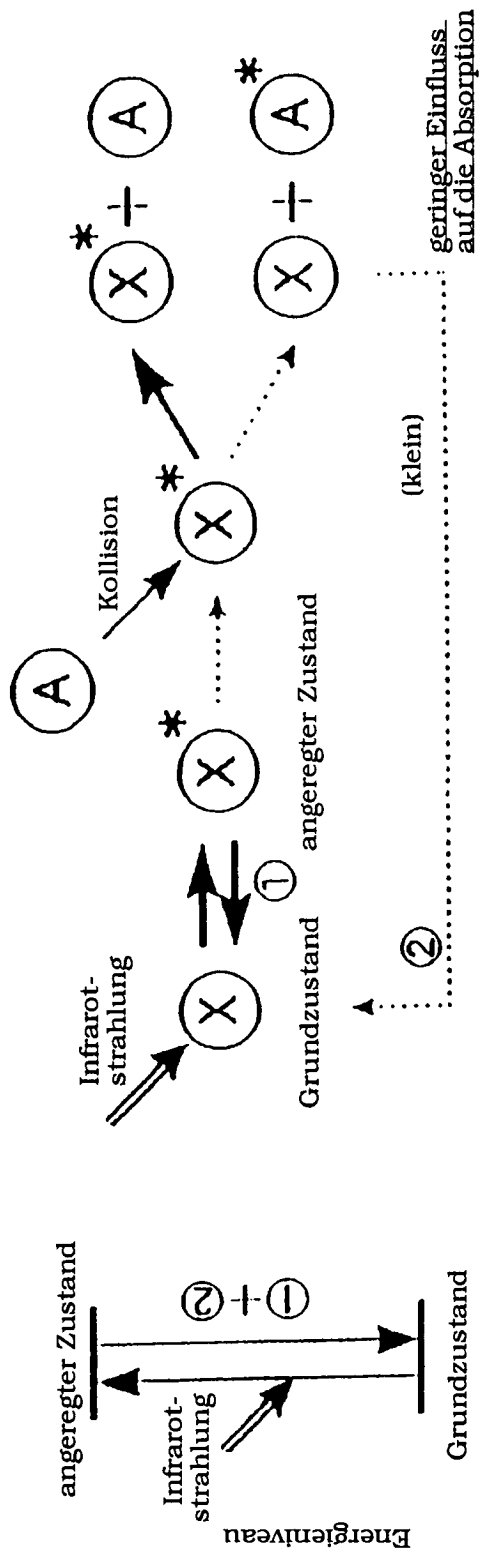 Energieniveau
angeregter Zustand
Infrarot-
strahlung
① + ②
Grundzustand
Infrarot-
strahlung
X
Grundzustand
①
X *
angeregter Zustand
A
Kollision
X *
X * + A
X + A *
②
(klein)
geringer Einfluss
auf die Absorption